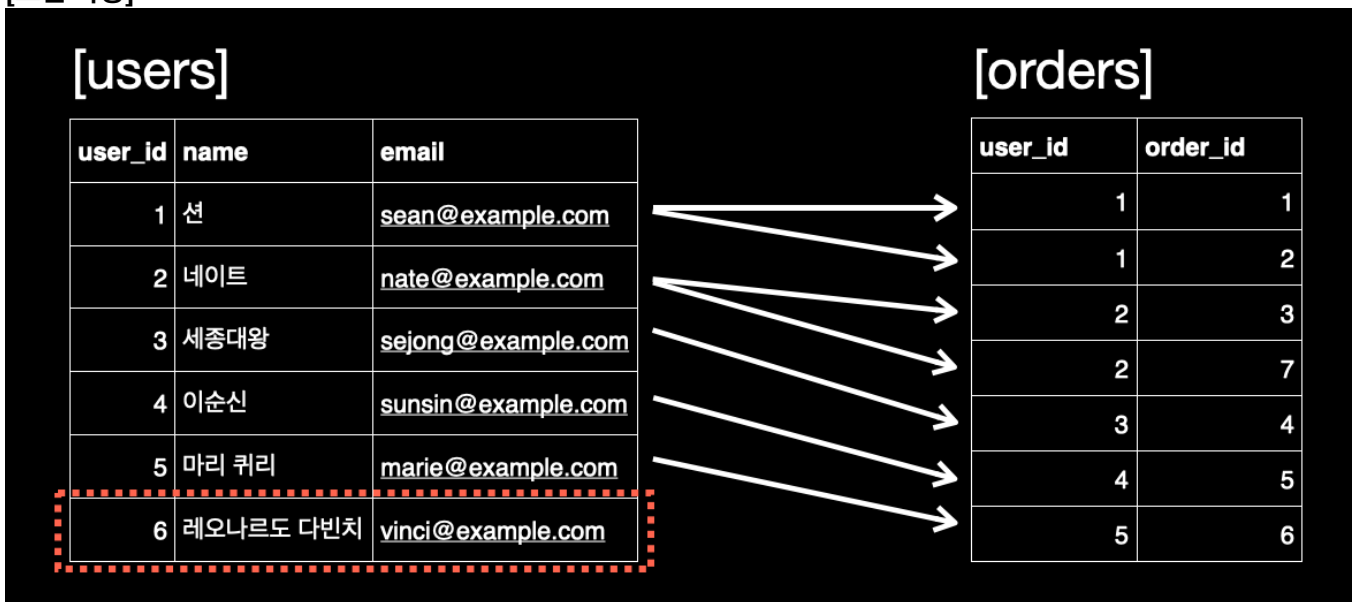 [users]
user_id name email
1 션 sean@example.com
2 네이트 nate@example.com
3 세종대왕 sejong@example.com
4 이순신 sunsin@example.com
5 마리 퀴리 marie@example.com
6 레오나르도 다빈치 vinci@example.com
[orders]
user_id order_id
1 1
1 2
2 3
2 7
3 4
4 5
5 6